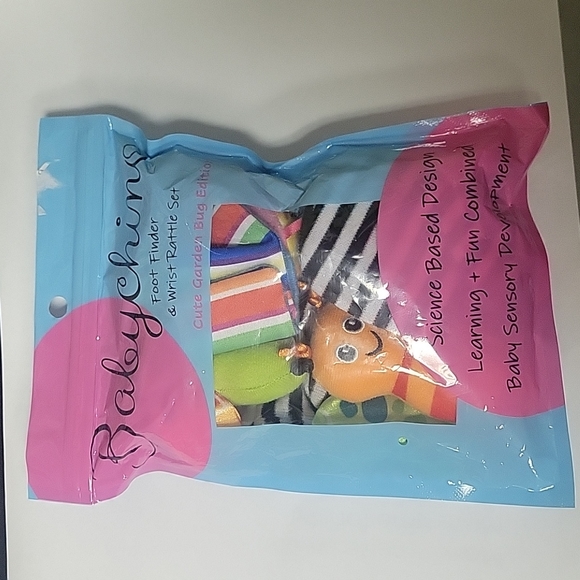 Babychino
Foot Finder
& Wrist Rattle Set
Cute Garden Bug Edition
Science Based Design
Learning + Fun Combined
Baby Sensory Development